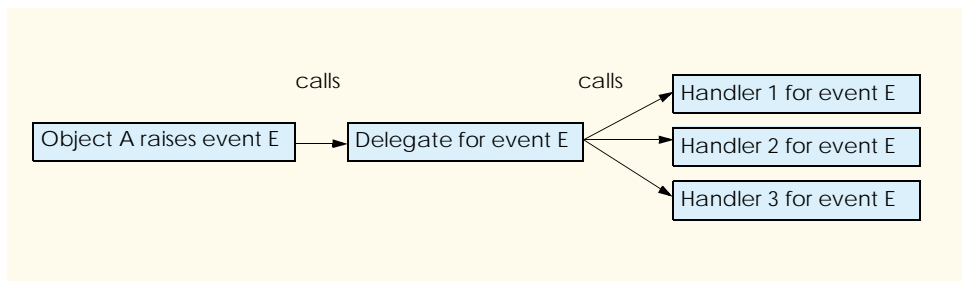 calls
calls
Object A raises event E
Delegate for event E
Handler 1 for event E
Handler 2 for event E
Handler 3 for event E